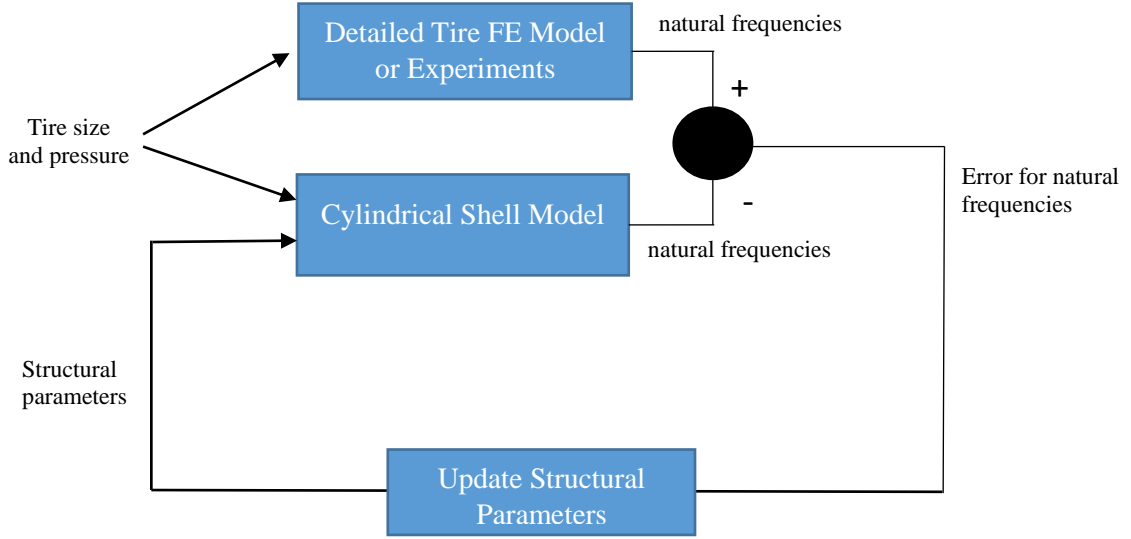 Detailed Tire FE Model
or Experiments
natural frequencies
+
Tire size
and pressure
Cylindrical Shell Model
-
natural frequencies
Error for natural
frequencies
Structural
parameters
Update Structural
Parameters